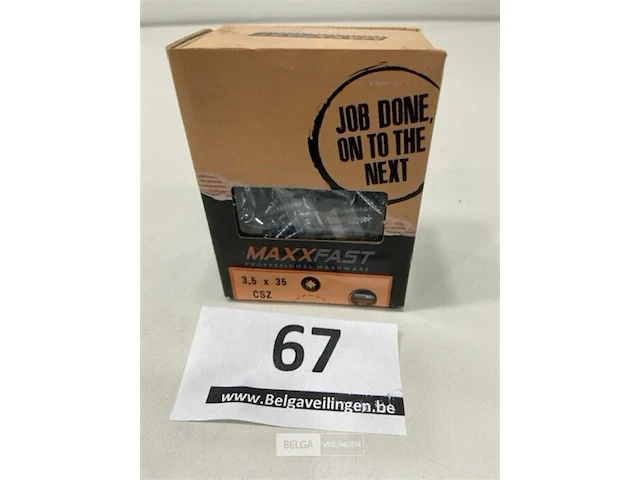 JOB DONE,
ON TO THE
NEXT
MAXXFAST
PROFESSIONAL HARDWARE
3,5 x 35
CSZ
67
www.Belgaveilingen.be
BELGA VEILINGEN